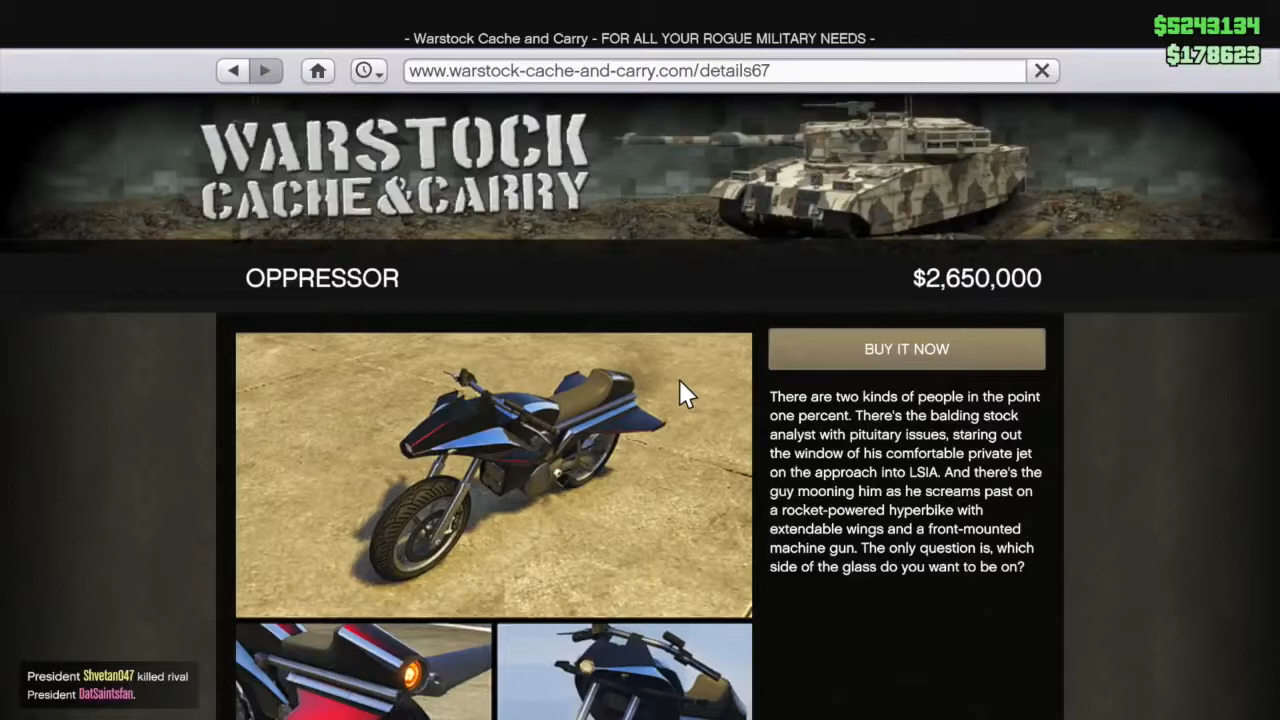 - Warstock Cache and Carry - FOR ALL YOUR ROGUE MILITARY NEEDS -
$5243134
$178623
www.warstock-cache-and-carry.com/details67
WARSTOCK
CACHE&CARRY
OPPRESSOR
$2,650,000
BUY IT NOW
There are two kinds of people in the point
one percent. There's the balding stock
analyst with pituitary issues, staring out
the window of his comfortable private jet
on the approach into LSIA. And there's the
guy mooning him as he screams past on
a rocket-powered hyperbike with
extendable wings and a front-mounted
machine gun. The only question is, which
side of the glass do you want to be on?
President Shvetan047 killed rival
President DatSaintsfan.